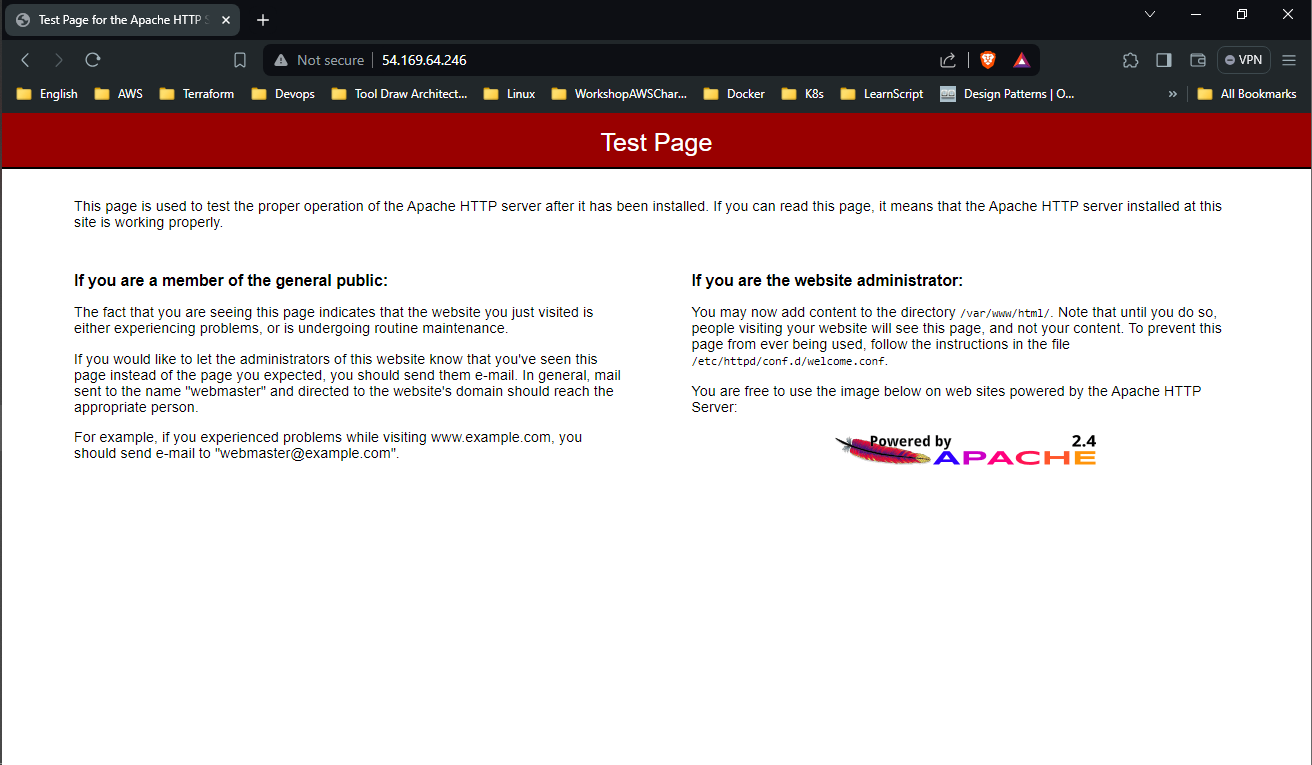 Test Page for the Apache HTTP S
Not secure
54.169.64.246
VPN
English
AWS
Terraform
Devops
Tool Draw Architect...
Linux
WorkshopAWSChar...
Docker
K8s
LearnScript
Design Patterns | O...
»
All Bookmarks
Test Page
This page is used to test the proper operation of the Apache HTTP server after it has been installed. If you can read this page, it means that the Apache HTTP server installed at this
site is working properly.
If you are a member of the general public:
The fact that you are seeing this page indicates that the website you just visited is
either experiencing problems, or is undergoing routine maintenance.
If you would like to let the administrators of this website know that you've seen this
page instead of the page you expected, you should send them e-mail. In general, mail
sent to the name "webmaster" and directed to the website's domain should reach the
appropriate person.
For example, if you experienced problems while visiting www.example.com, you
should send e-mail to "webmaster@example.com".
If you are the website administrator:
You may now add content to the directory /var/www/html/. Note that until you do so,
people visiting your website will see this page, and not your content. To prevent this
page from ever being used, follow the instructions in the file
/etc/httpd/conf.d/welcome.conf.
You are free to use the image below on web sites powered by the Apache HTTP
Server:
Powered by 2.4
APACHE